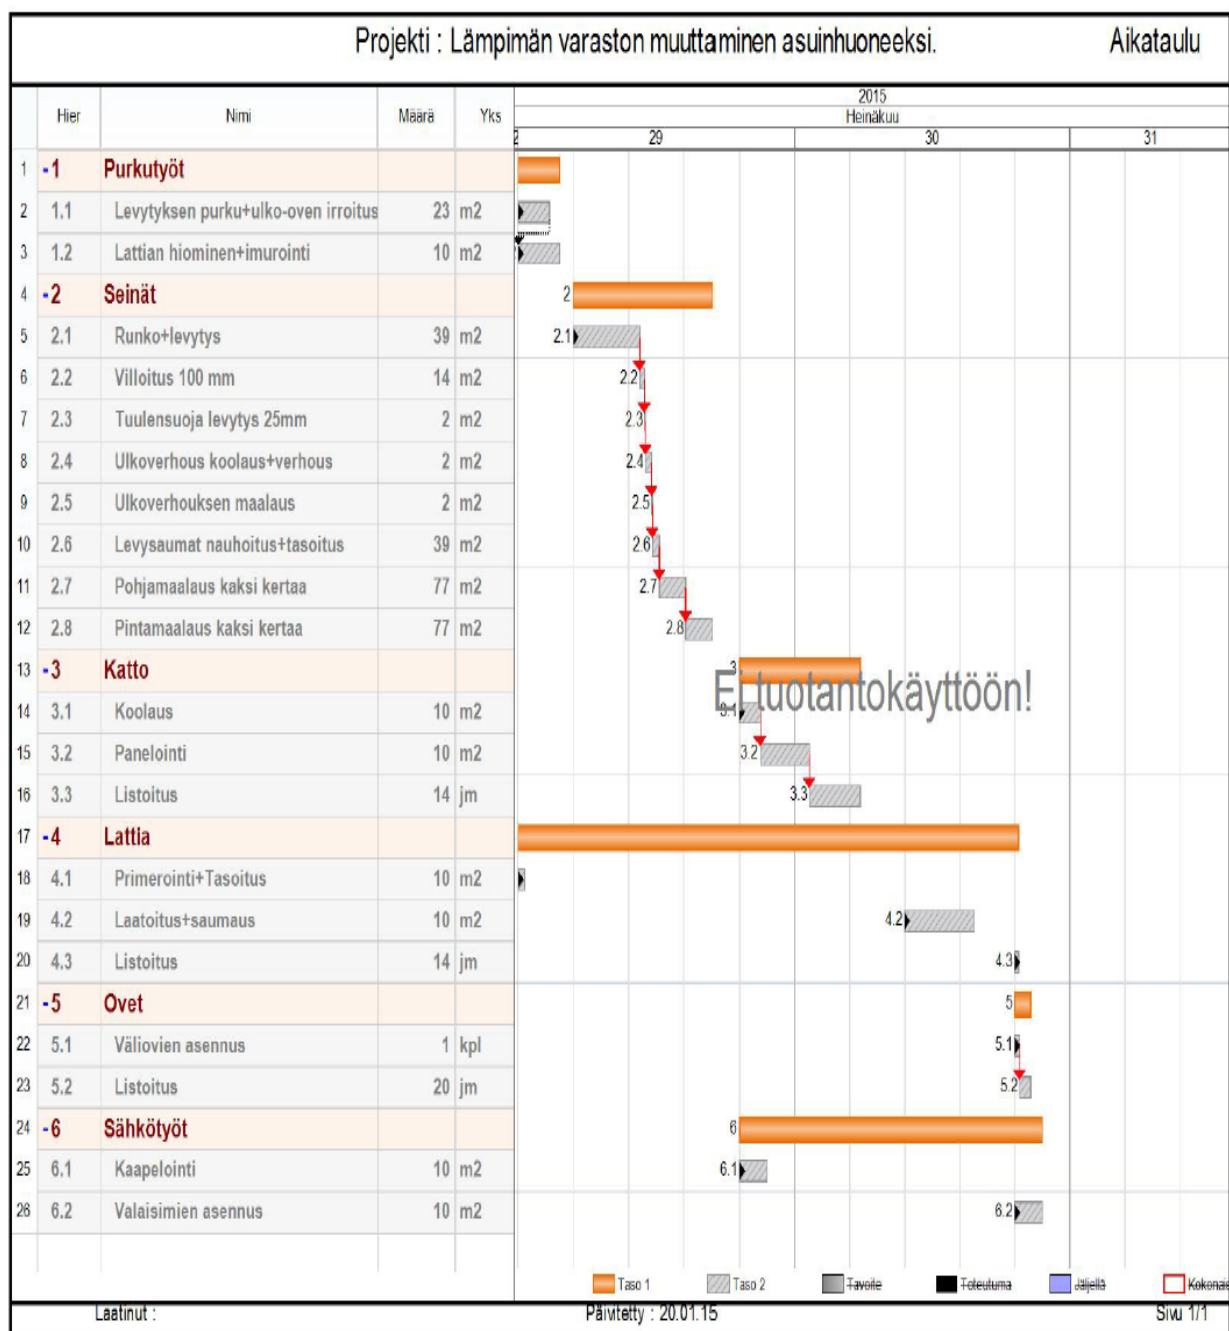 Projekti : Lämpimän varaston muuttaminen asuinhuoneeksi. Aikataulu
2015
Hier Nimi Määrä Yks Heinäkuu
2 29 30 31
1 -1 Purkutyöt
2 1.1 Levytyksen purku+ulko-oven irroitus 23 m2
3 1.2 Lattian hiominen+imurointi 10 m2
4 -2 Seinät 2
5 2.1 Runko+levytys 39 m2 2.1
6 2.2 Villoitus 100 mm 14 m2 2.2
7 2.3 Tuulensuoja levytys 25mm 2 m2 2.3
8 2.4 Ulkoverhous koolaus+verhous 2 m2 2.4
9 2.5 Ulkoverhouksen maalaus 2 m2 2.5
10 2.6 Levysaumat nauhoitus+tasoitus 39 m2 2.6
11 2.7 Pohjamaalaus kaksi kertaa 77 m2 2.7
12 2.8 Pintamaalaus kaksi kertaa 77 m2 2.8
13 -3 Katto 3
Ei tuotantokäyttöön!
14 3.1 Koolaus 10 m2 3.1
15 3.2 Panelointi 10 m2 3.2
16 3.3 Listoitus 14 jm 3.3
17 -4 Lattia
18 4.1 Primerointi+Tasoitus 10 m2
19 4.2 Laatoitus+saumaus 10 m2 4.2
20 4.3 Listoitus 14 jm 4.3
21 -5 Ovet 5
22 5.1 Väliovien asennus 1 kpl 5.1
23 5.2 Listoitus 20 jm 5.2
24 -6 Sähkötyöt 6
25 6.1 Kaapelointi 10 m2 6.1
26 6.2 Valaisimien asennus 10 m2 6.2
Taso 1 Taso 2 Tavoite Toteutuma Jäljellä Kokonais
Laatinut : Päivitetty : 20.01.15 Sivu 1/1